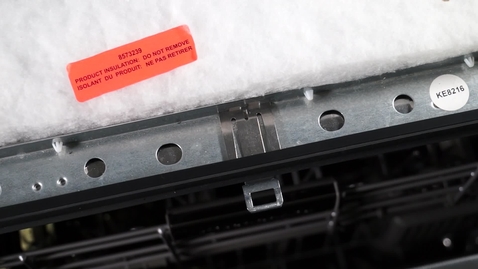 8573239
PRODUCT INSULATION: DO NOT REMOVE
ISOLANT DU PRODUIT: NE PAS RETIRER
KE8216